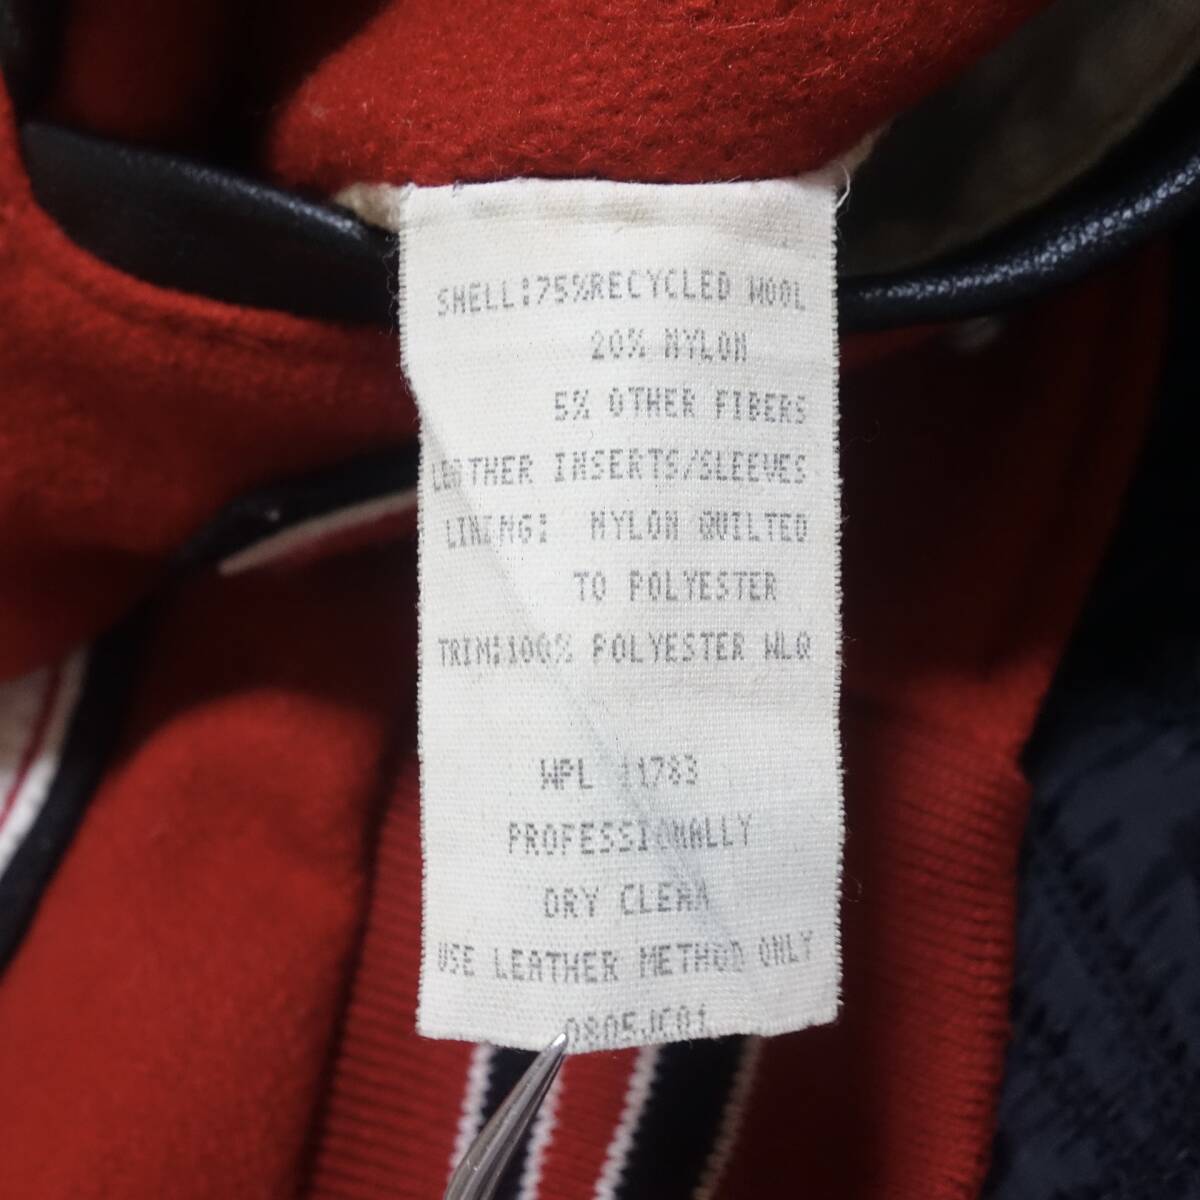 SHELL:75%RECYCLED WOOL
20% NYLON
5% OTHER FIBERS
LEATHER INSERTS/SLEEVES
LINING: NYLON QUILTED
TO POLYESTER
TRIM:100% POLYESTER WLQ
WPL
PROFESSIONALLY
DRY CLEAN
USE LEATHER METHOD ONLY